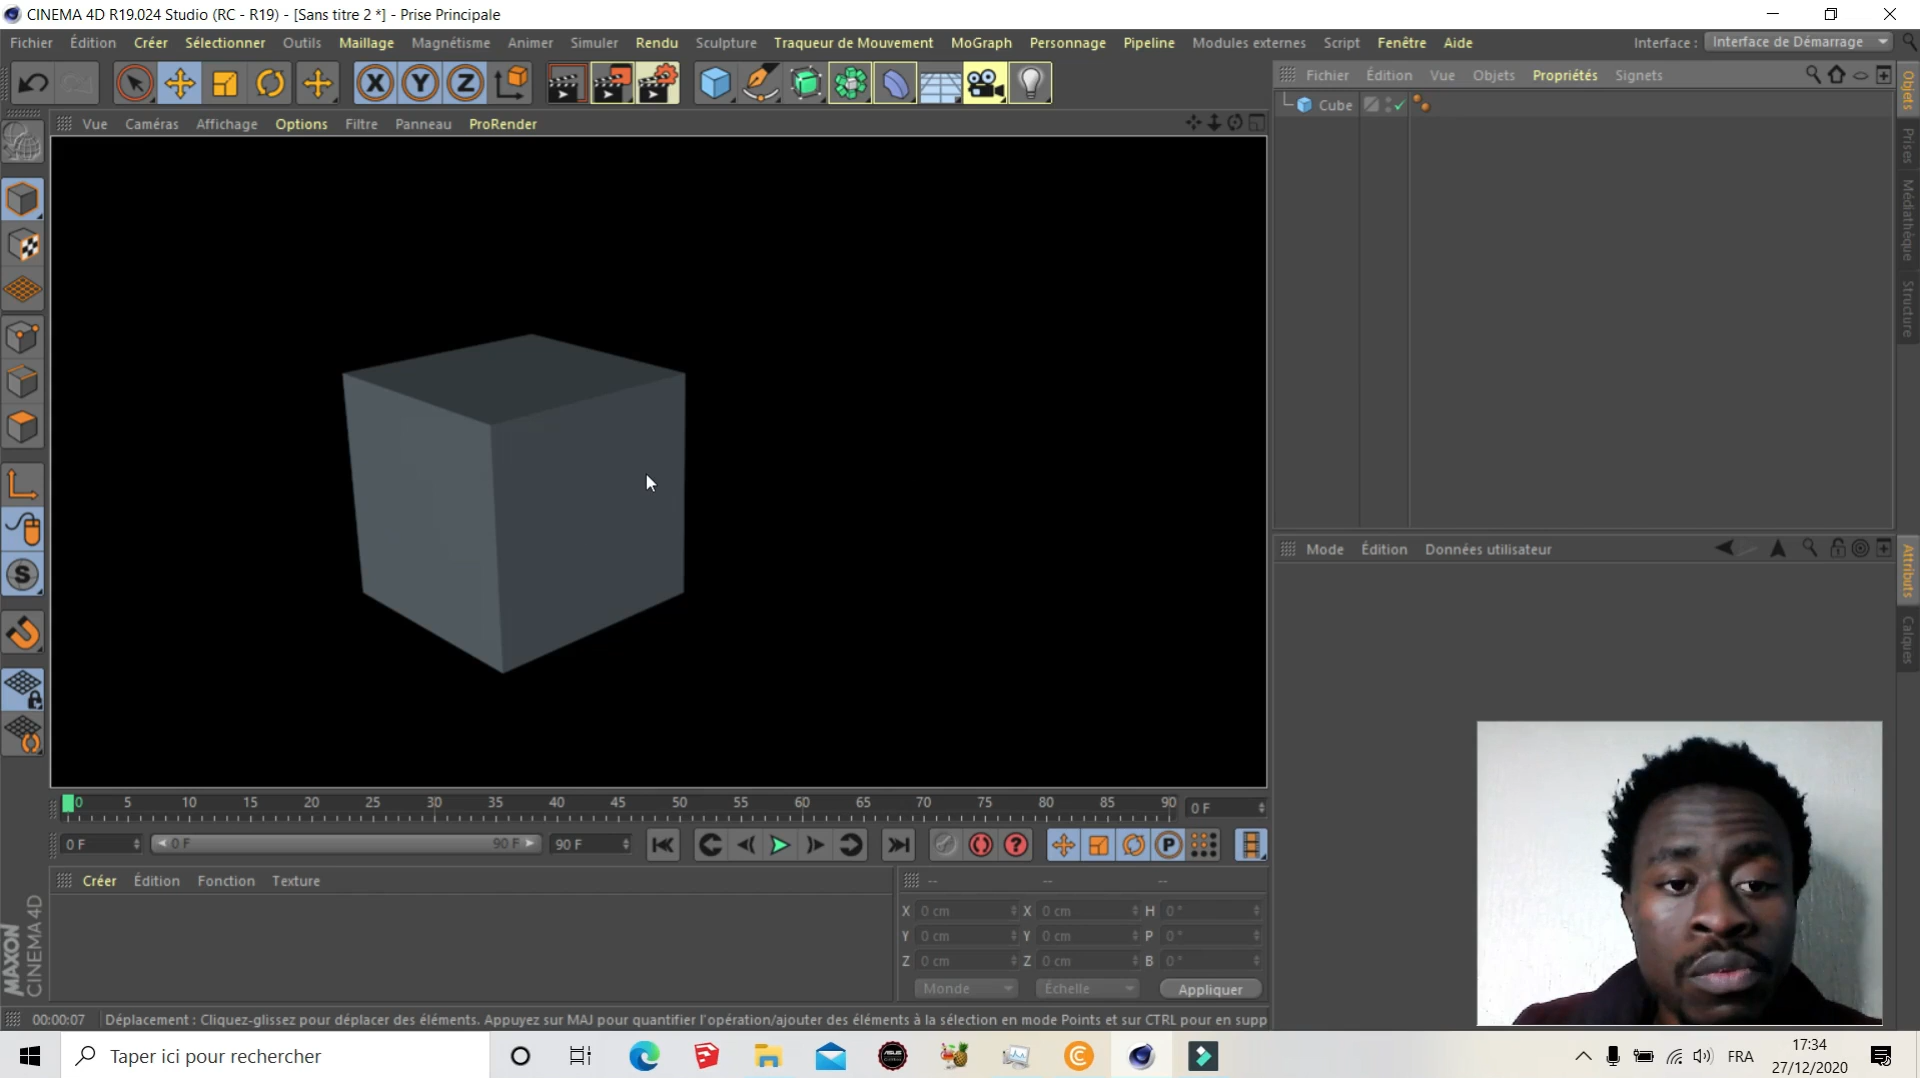 CINEMA 4D R19.024 Studio (RC - R19) - [Sans titre 2 *] - Prise Principale
Fichier Édition Créer Sélectionner Outils Maillage Magnétisme Animer Simuler Rendu Sculpture Traqueur de Mouvement MoGraph Personnage Pipeline Modules externes Script Fenêtre Aide Interface : Interface de Démarrage
X Y Z
Fichier Édition Vue Objets Propriétés Signets
Objets
Prises
Médiathèque
Structure
Cube
Vue Caméras Affichage Options Filtre Panneau ProRender
S
Mode Édition Données utilisateur
Attributs
Calques
0 5 10 15 20 25 30 35 40 45 50 55 60 65 70 75 80 85 90 0 F
0 F 0 F 90 F 90 F ? P
Créer Édition Fonction Texture
-- -- --
X 0 cm X 0 cm H 0 °
Y 0 cm Y 0 cm P 0 °
Z 0 cm Z 0 cm B 0 °
Monde Échelle Appliquer
MAXON
CINEMA 4D
00:00:07 Déplacement : Cliquez-glissez pour déplacer des éléments. Appuyez sur MAJ pour quantifier l'opération/ajouter des éléments à la sélection en mode Points et sur CTRL pour en supp
Taper ici pour rechercher
FRA
17:34
27/12/2020